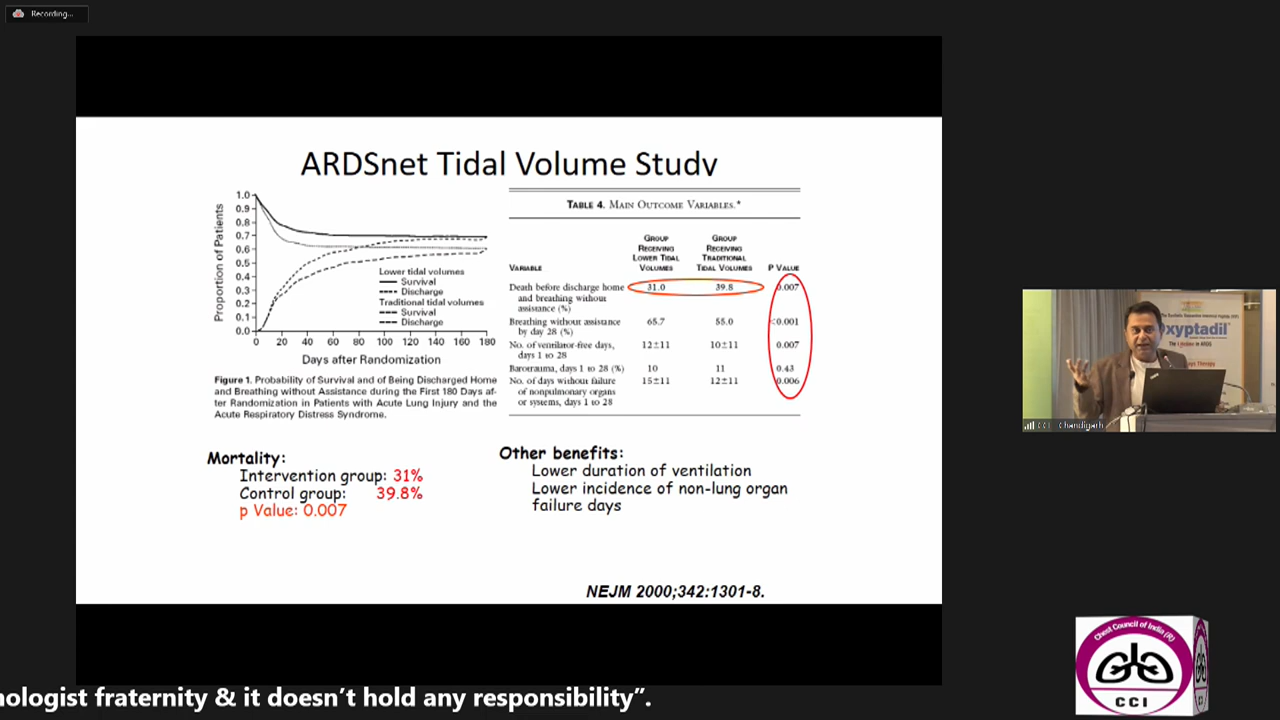 Recording...
ARDSnet Tidal Volume Study
1.0
0.9
0.8
0.7
0.6
0.5
0.4
0.3
0.2
0.1
0.0
Proportion of Patients
Lower tidal volumes
Survival
Discharge
Traditional tidal volumes
Survival
Discharge
0 20 40 60 80 100 120 140 160 180
Days after Randomization
Figure 1. Probability of Survival and of Being Discharged Home
and Breathing without Assistance during the First 180 Days af-
ter Randomization in Patients with Acute Lung Injury and the
Acute Respiratory Distress Syndrome.
TABLE 4. MAIN OUTCOME VARIABLES.*
VARIABLE
GROUP
RECEIVING
LOWER TIDAL
VOLUMES
GROUP
RECEIVING
TRADITIONAL
TIDAL VOLUMES
P VALUE
Death before discharge home 31.0 39.8 0.007
and breathing without
assistance (%)
Breathing without assistance 65.7 55.0 <0.001
by day 28 (%)
No. of ventilator-free days, 12±11 10±11 0.007
days 1 to 28
Barotrauma, days 1 to 28 (%) 10 11 0.43
No. of days without failure 15±11 12±11 0.006
of nonpulmonary organs
or systems, days 1 to 28
Mortality:
Intervention group: 31%
Control group: 39.8%
p Value: 0.007
Other benefits:
Lower duration of ventilation
Lower incidence of non-lung organ
failure days
NEJM 2000;342:1301-8.
oxyptadil
CCI Chandigarh
Chest Council of India (R)
CCI
nologist fraternity & it doesn’t hold any responsibility”.